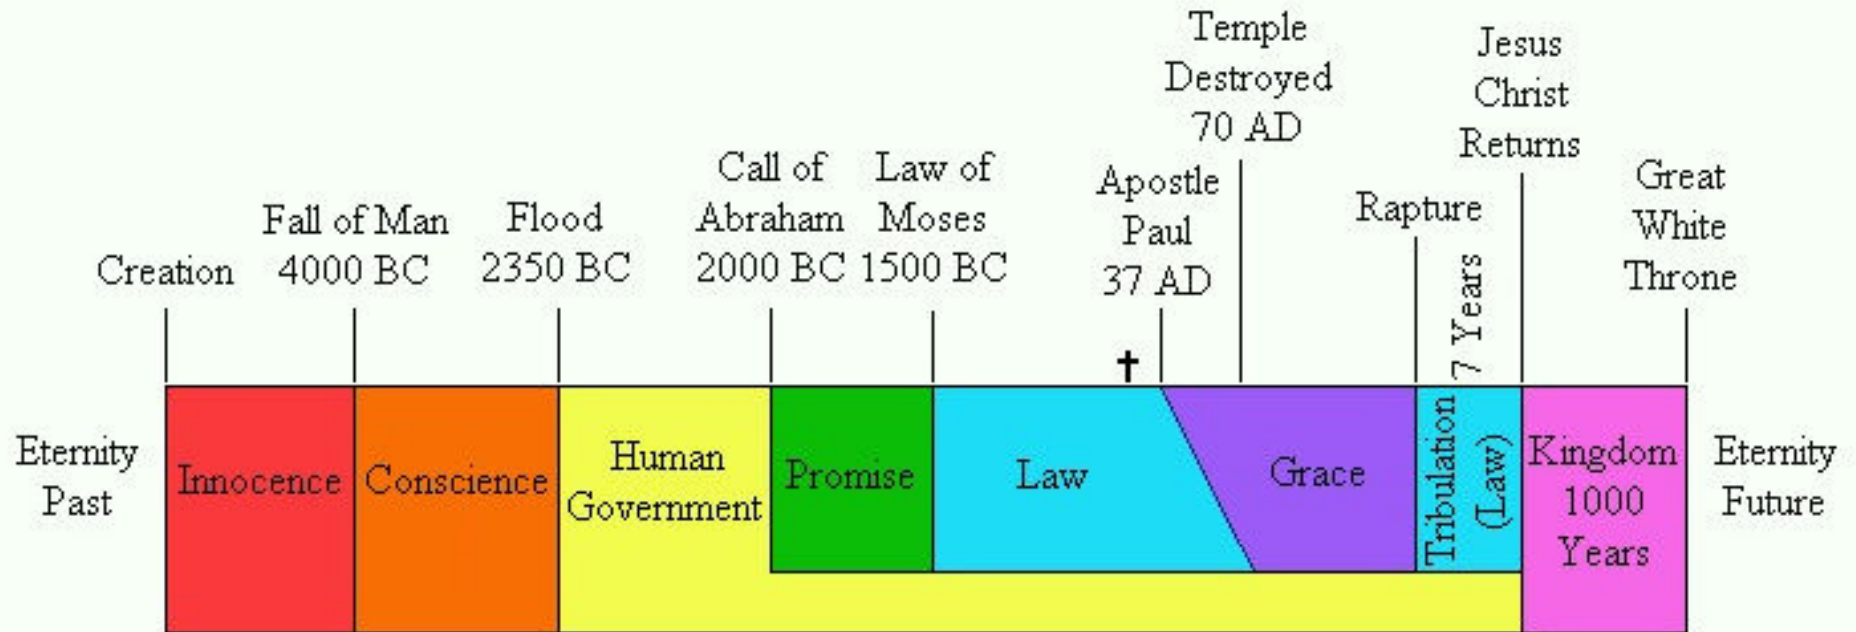 Creation
Fall of Man
4000 BC
Flood
2350 BC
Call of
Abraham
2000 BC
Law of
Moses
1500 BC
Apostle
Paul
37 AD
Temple
Destroyed
70 AD
Rapture
7 Years
Jesus
Christ
Returns
Great
White
Throne
Eternity
Past
Innocence
Conscience
Human
Government
Promise
Law
Grace
Tribulation
(Law)
Kingdom
1000
Years
Eternity
Future